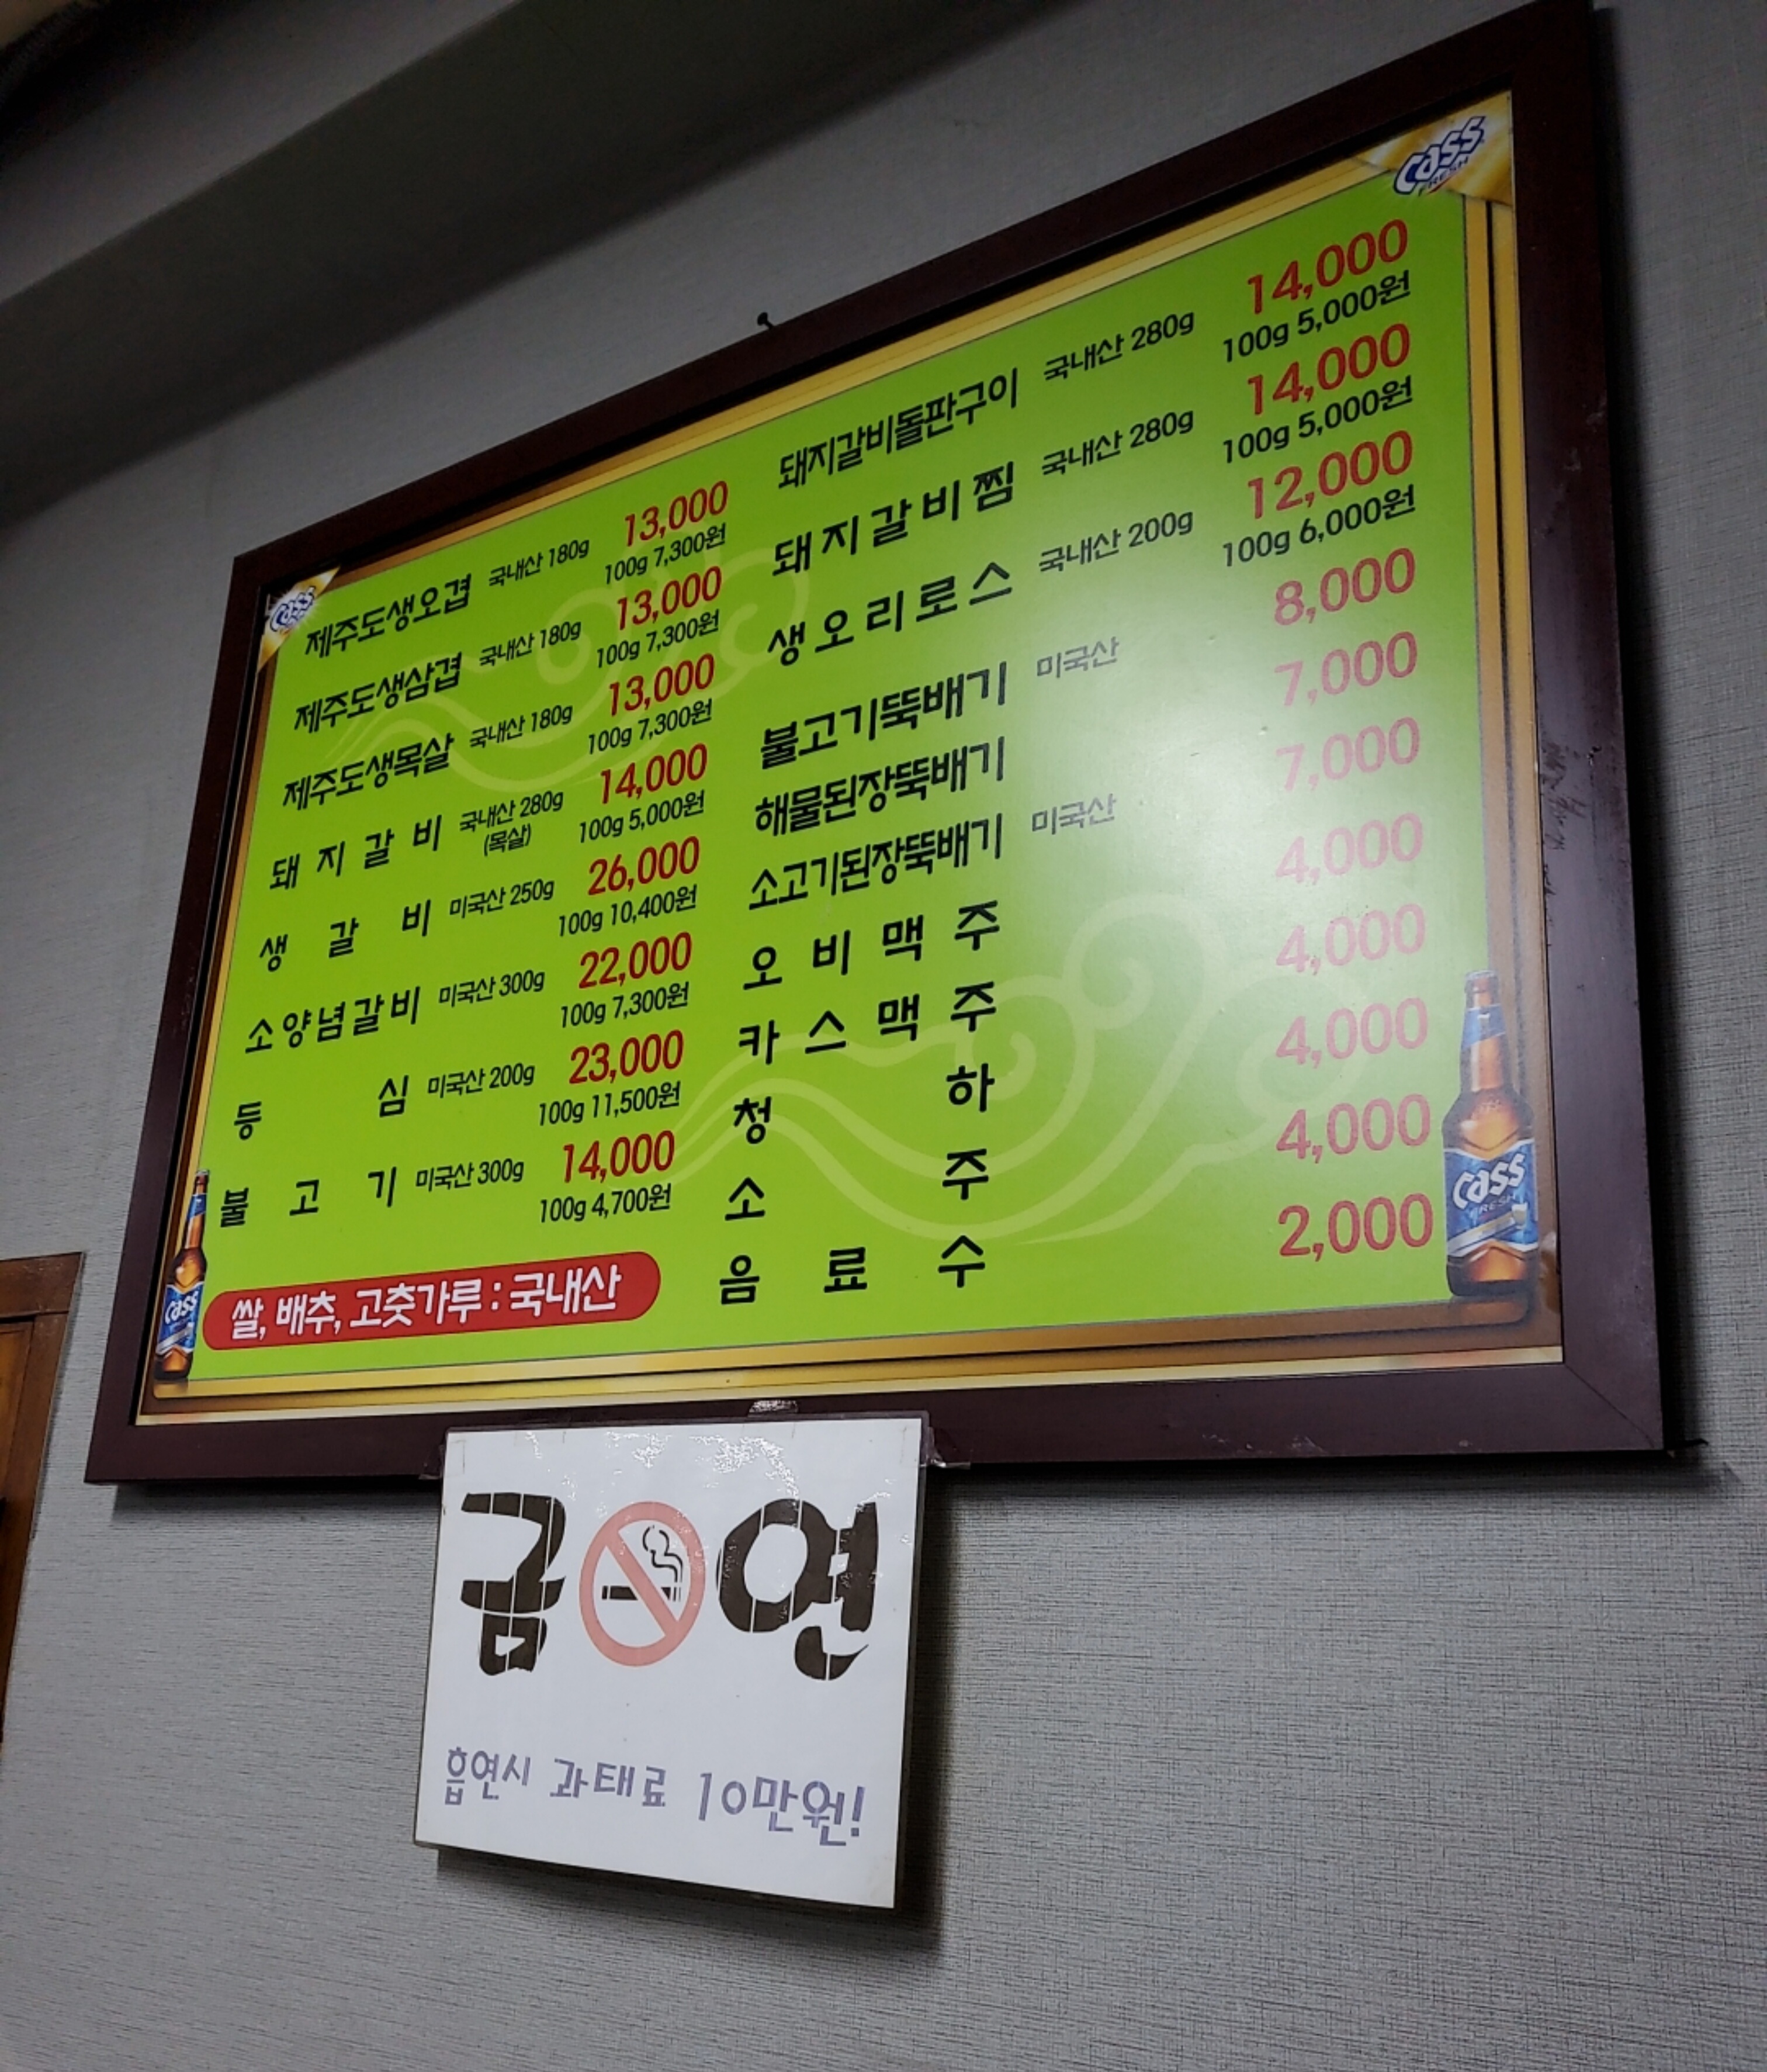 Cass
FRESH
Cass
제주도생오겹 국내산 180g 13,000
100g 7,300원
제주도생삼겹 국내산 180g 13,000
100g 7,300원
제주도생목살 국내산 180g 13,000
100g 7,300원
돼지갈비 국내산 280g 14,000
(목살) 100g 5,000원
생갈비 미국산 250g 26,000
100g 10,400원
소양념갈비 미국산 300g 22,000
100g 7,300원
등심 미국산 200g 23,000
100g 11,500원
불고기 미국산 300g 14,000
100g 4,700원
쌀, 배추, 고춧가루 : 국내산
돼지갈비돌판구이 국내산 280g 14,000
100g 5,000원
돼지갈비찜 국내산 280g 14,000
100g 5,000원
생오리로스 국내산 200g 12,000
100g 6,000원
불고기뚝배기 미국산 8,000
해물된장뚝배기 7,000
소고기된장뚝배기 미국산 7,000
오비맥주 4,000
카스맥주 4,000
청하 4,000
소주 4,000
음료수 2,000
Cass
Cass
FRESH
금연
흡연시 과태료 10만원!